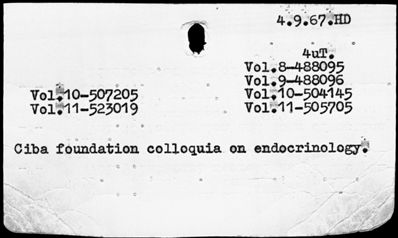 4.9.67.HD
4uT.
Vol.8-488095
Vol.9-488096
Vol.10-507205 Vol.10-504145
Vol.11-523019 Vol.11-505705
Ciba foundation colloquia on endocrinology.